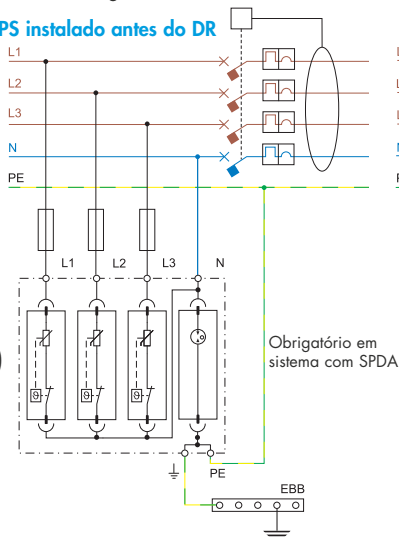 PS instalado antes do DR
L1
L2
L3
N
PE
L1 L2 L3 N
Obrigatório em
sistema com SPDA
PE
EBB